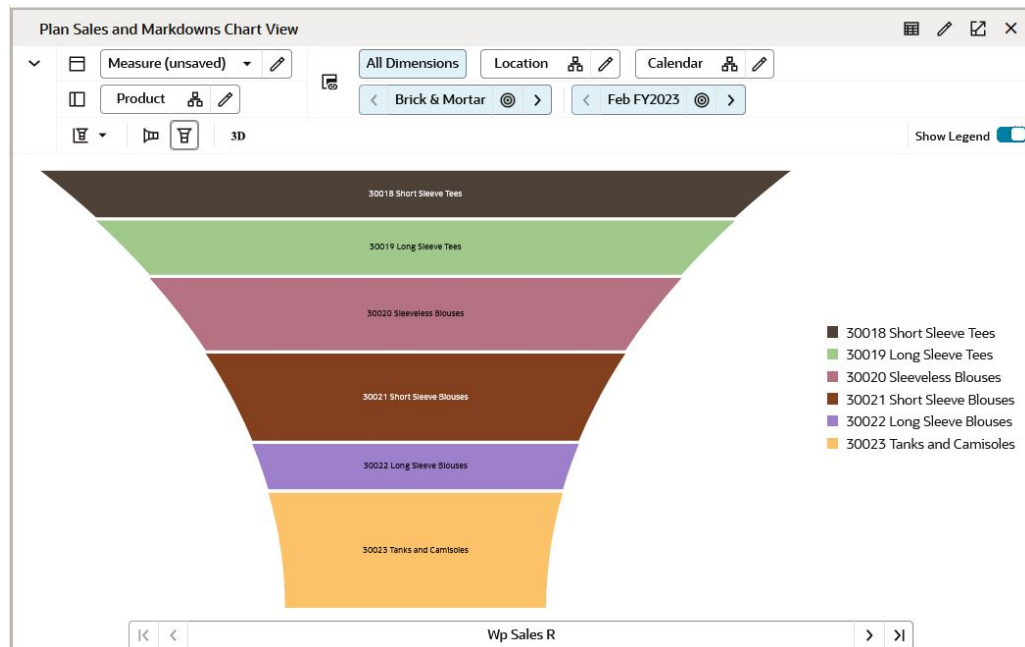 Plan Sales and Markdowns Chart View
Measure (unsaved)
All Dimensions
Location
Calendar
Product
Brick & Mortar
Feb FY2023
3D
Show Legend
30018 Short Sleeve Tees
30019 Long Sleeve Tees
30020 Sleeveless Blouses
30021 Short Sleeve Blouses
30022 Long Sleeve Blouses
30023 Tanks and Camisoles
30018 Short Sleeve Tees
30019 Long Sleeve Tees
30020 Sleeveless Blouses
30021 Short Sleeve Blouses
30022 Long Sleeve Blouses
30023 Tanks and Camisoles
Wp Sales R